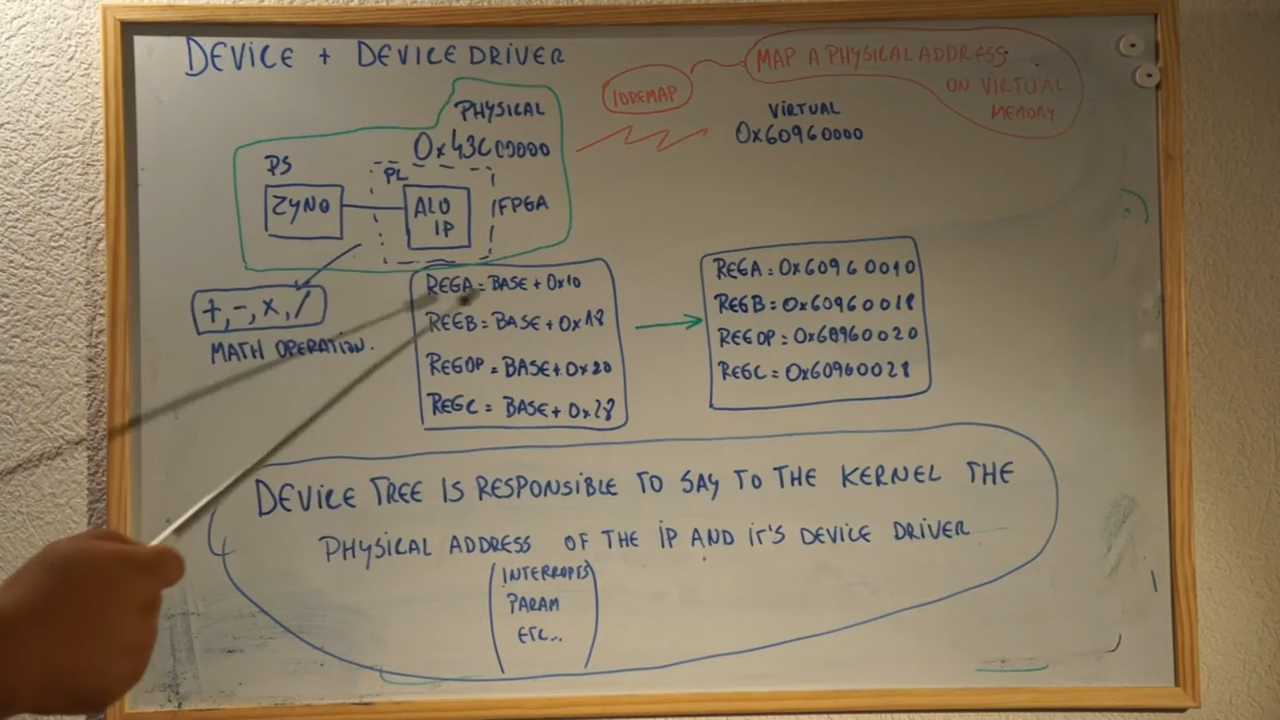 DEVICE + DEVICE DRIVER
PHYSICAL
0x43C00000
IOREMAP
MAP A PHYSICAL ADDRESS
ON VIRTUAL
MEMORY
VIRTUAL
0x60960000
PS
ZYNQ
PL
ALU
IP
FPGA
+, -, x, /
MATH OPERATION.
REGA = BASE + 0x10
REGB = BASE + 0x18
REGOP = BASE + 0x20
REGC = BASE + 0x28
REGA = 0x60960010
REGB = 0x60960018
REGOP = 0x60960020
REGC = 0x60960028
DEVICE TREE IS RESPONSIBLE TO SAY TO THE KERNEL THE
PHYSICAL ADDRESS OF THE IP AND IT'S DEVICE DRIVER
INTERRUPTS
PARAM
ETC...